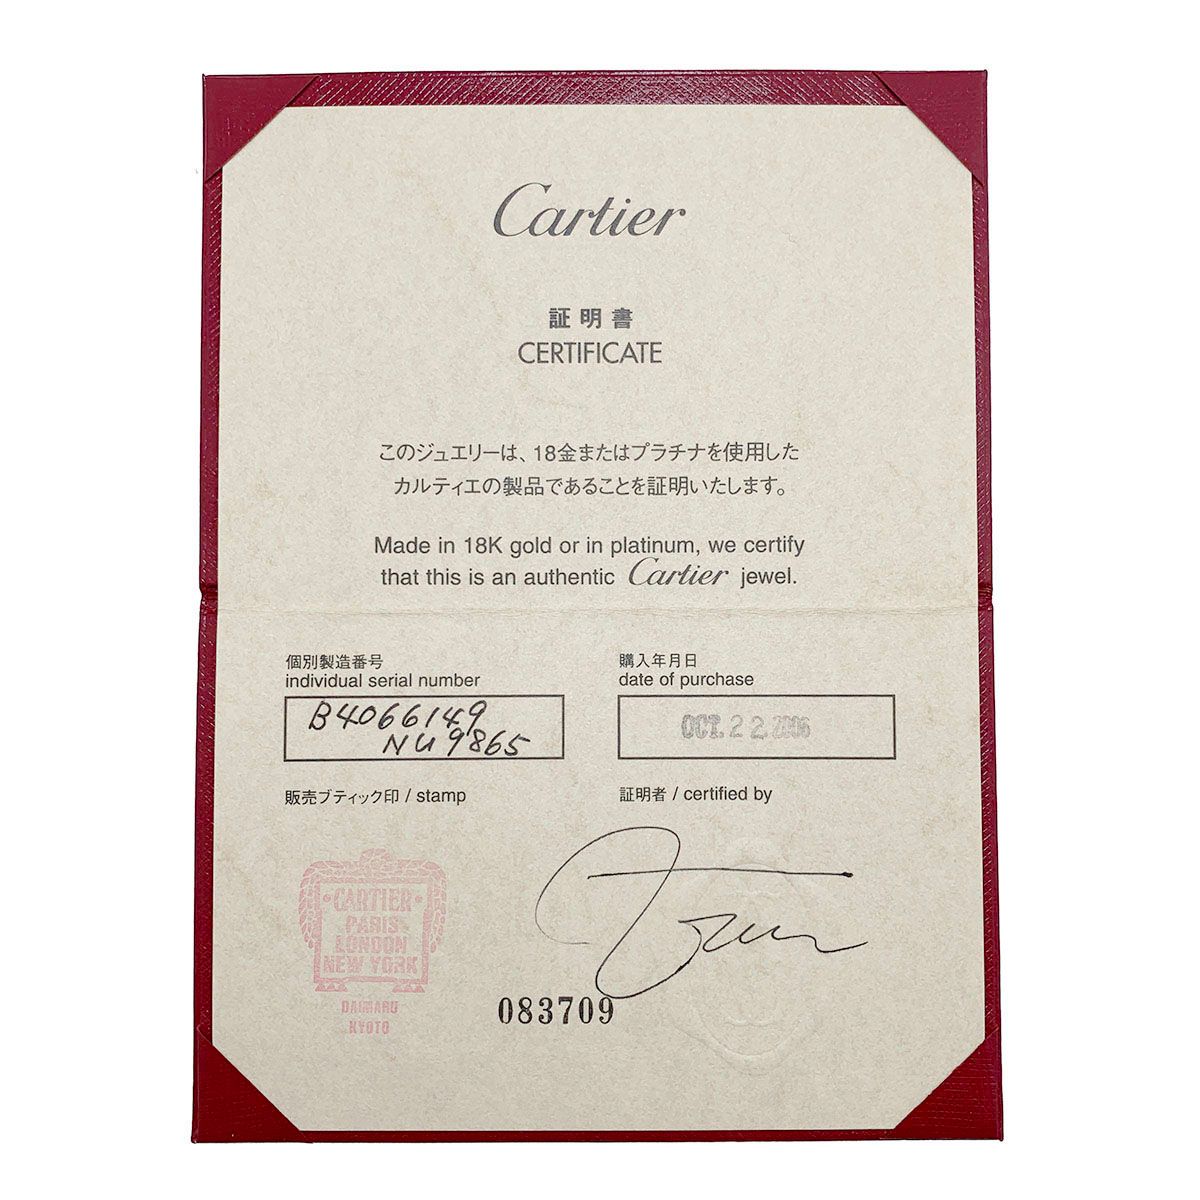 Cartier
証明書
CERTIFICATE
このジュエリーは、18金またはプラチナを使用した
カルティエの製品であることを証明いたします。
Made in 18K gold or in platinum, we certify
that this is an authentic Cartier jewel.
個別製造番号
individual serial number
B4066149
NU9865
購入年月日
date of purchase
OCT. 22. 2006
販売ブティック印 / stamp
証明者 / certified by
CARTIER
PARIS
LONDON
NEW YORK
DAIMARU
KYOTO
083709